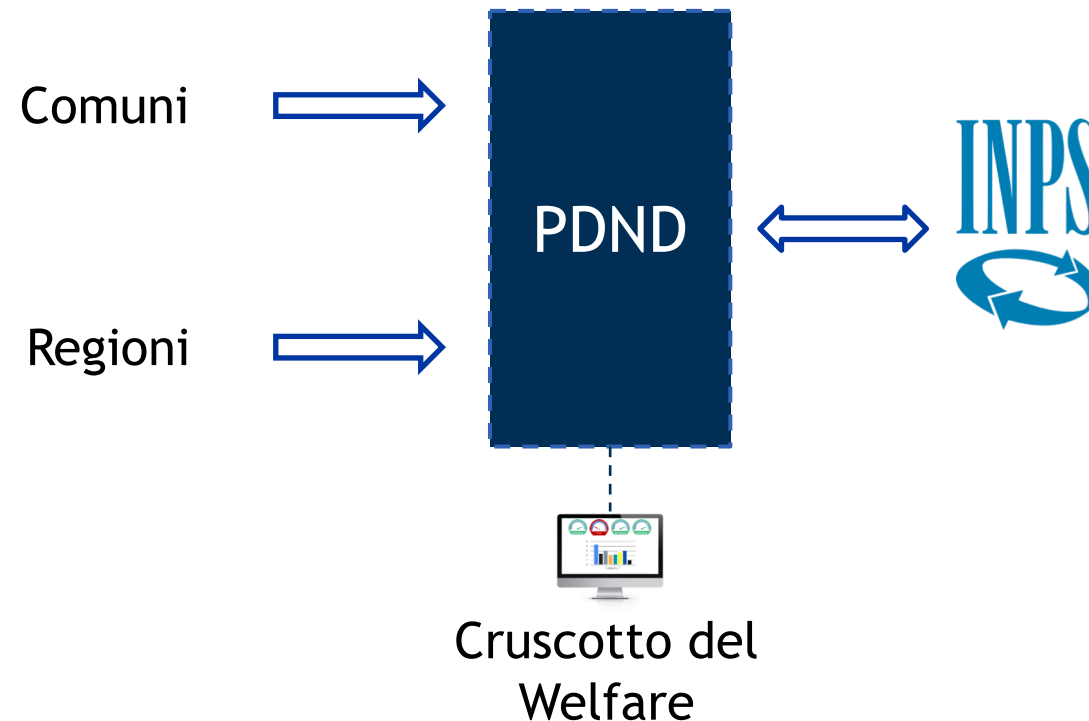 Comuni
PDND
INPS
Regioni
Cruscotto del
Welfare